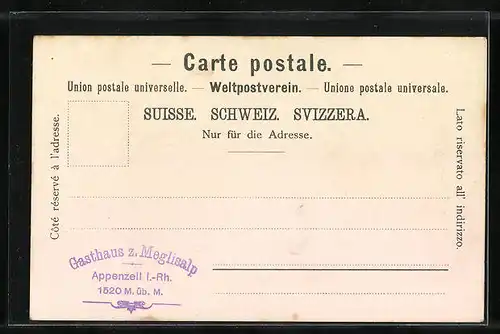 — Carte postale. —
Union postale universelle. — Weltpostverein. — Unione postale universale.
SUISSE. SCHWEIZ. SVIZZERA.
Nur für die Adresse.
Côté réservé à l'adresse.
Lato riservato all' indirizzo.
Gasthaus z. Meglisalp
Appenzell I.-Rh.
1520 M. üb. M.